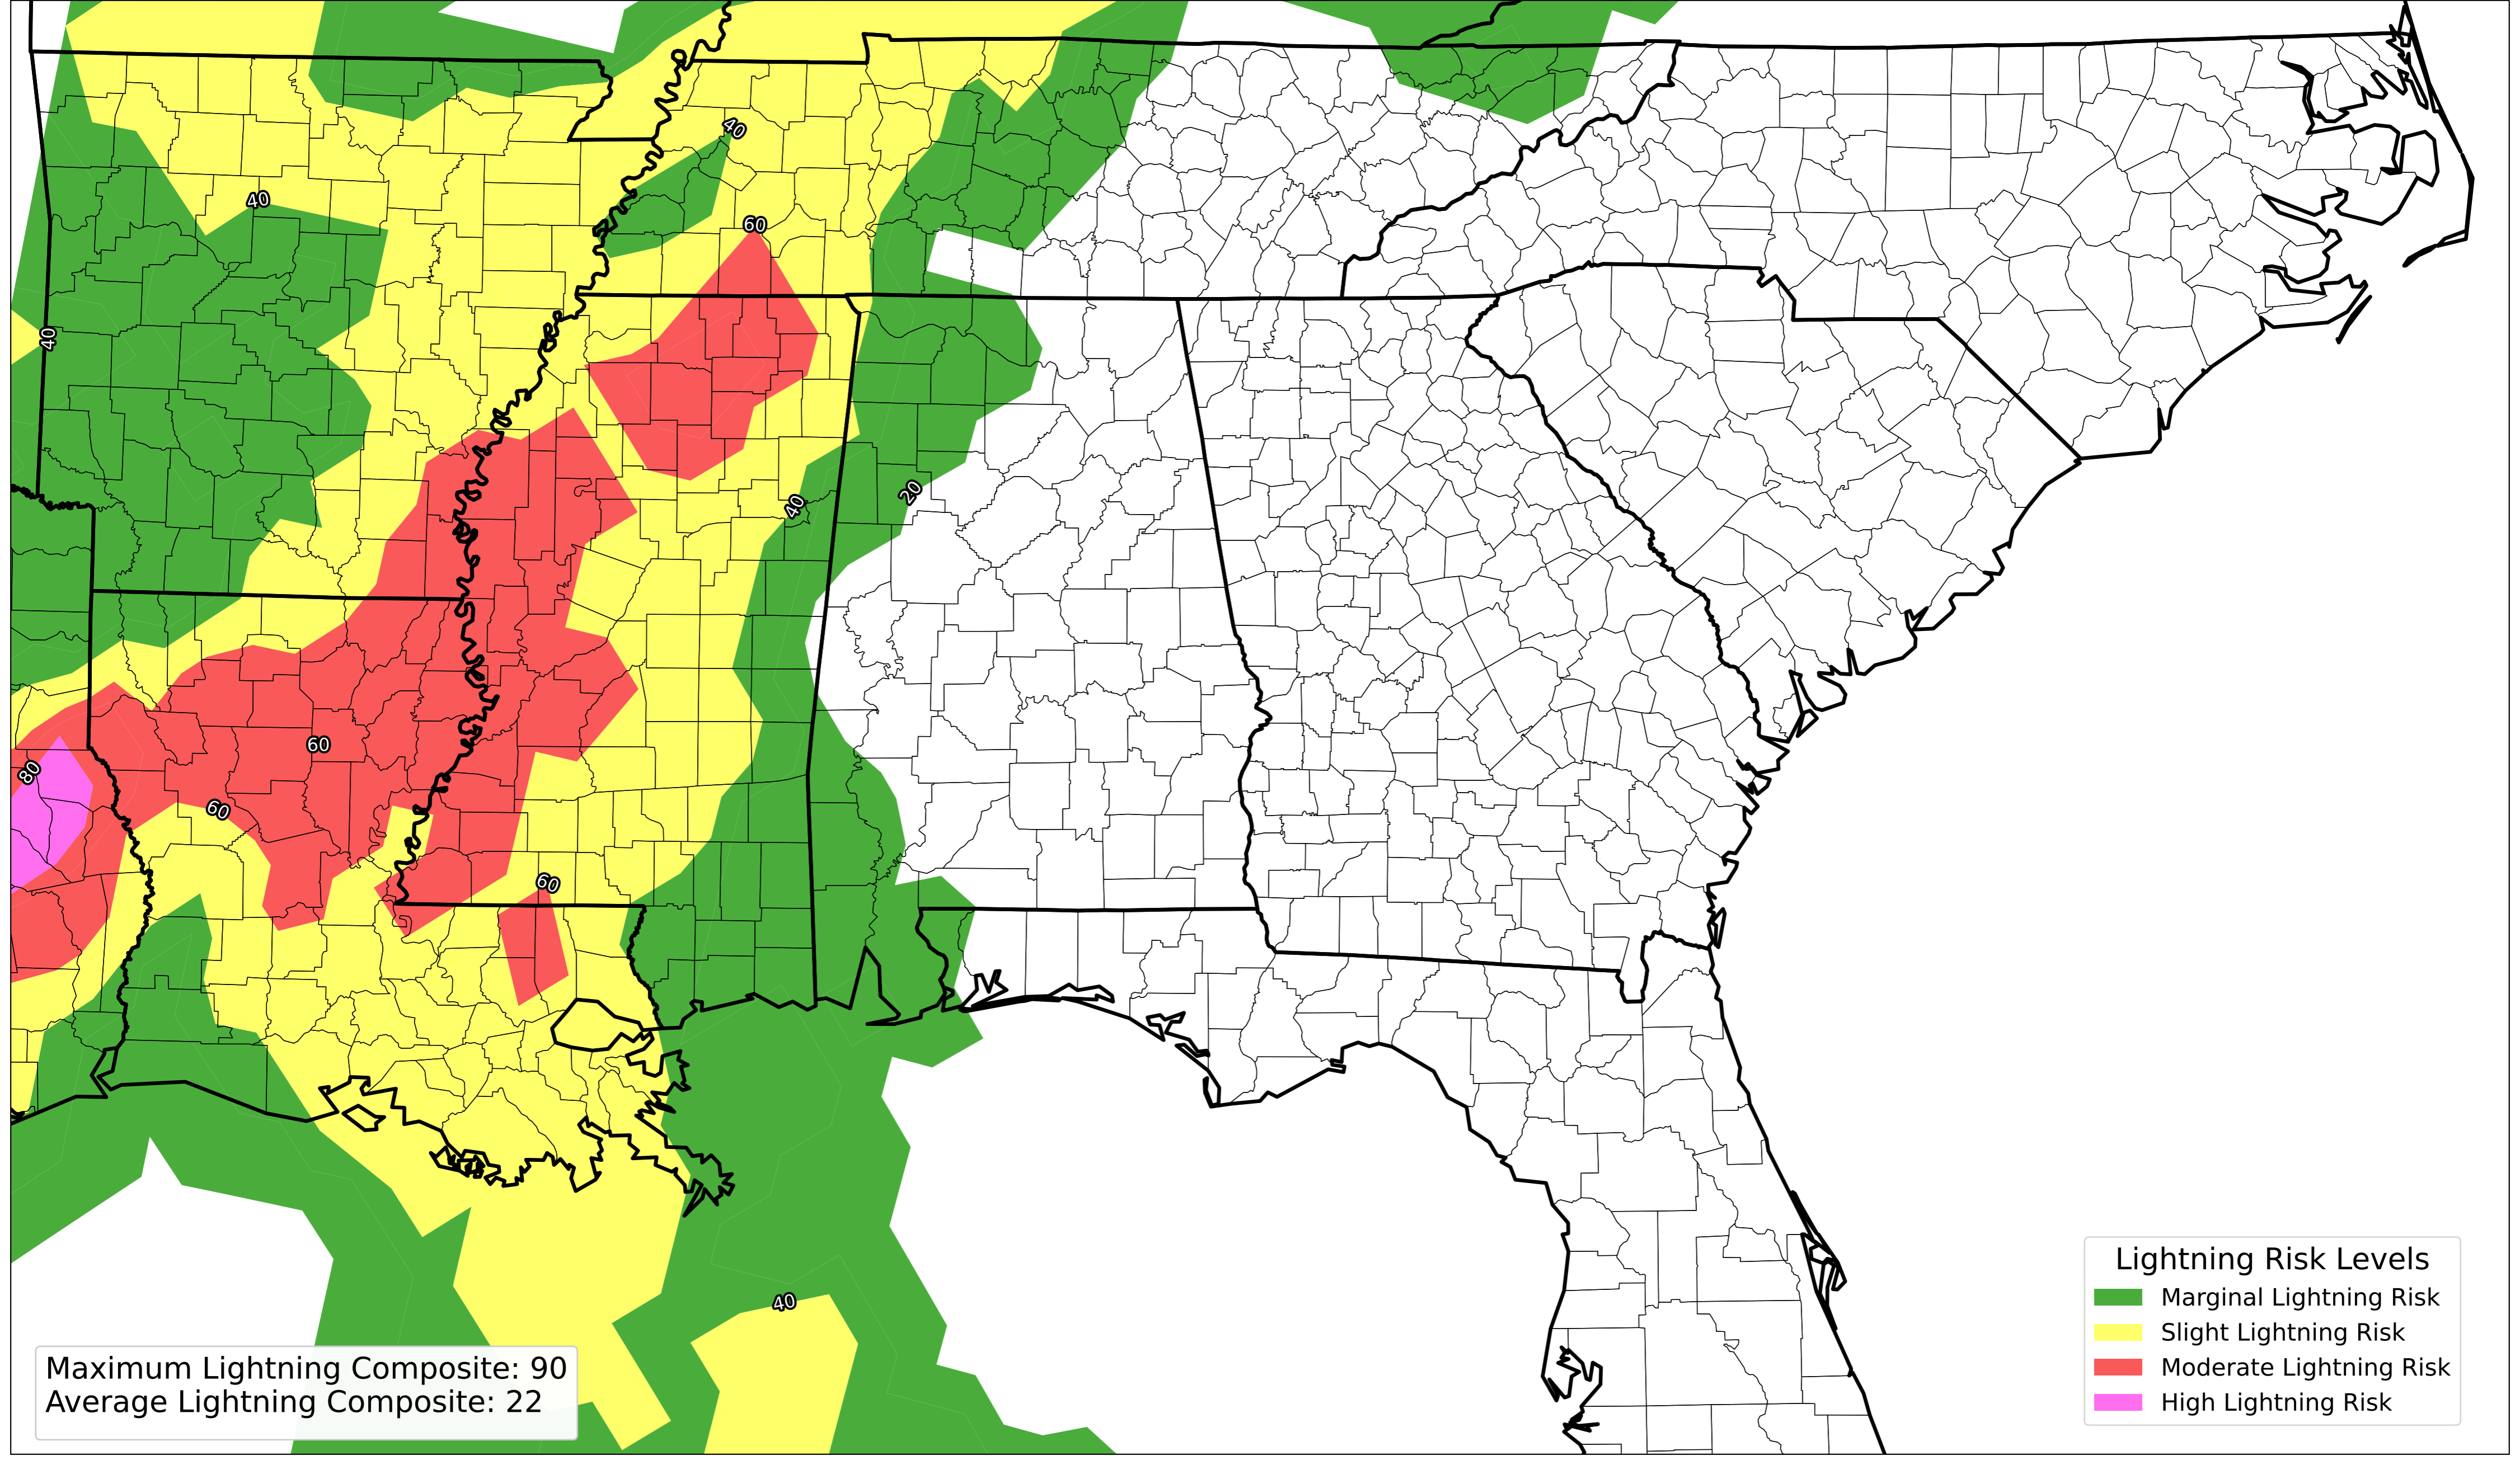 40
40
60
40
20
40
60
80
60
60
40
Lightning Risk Levels
Marginal Lightning Risk
Slight Lightning Risk
Moderate Lightning Risk
High Lightning Risk
Maximum Lightning Composite: 90
Average Lightning Composite: 22